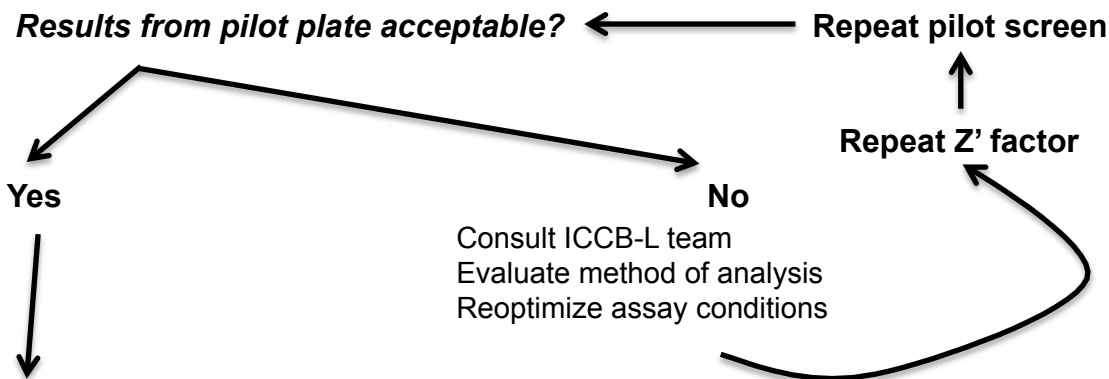 Results from pilot plate acceptable?
Repeat pilot screen
Repeat Z’ factor
Yes
No
Consult ICCB-L team
Evaluate method of analysis
Reoptimize assay conditions